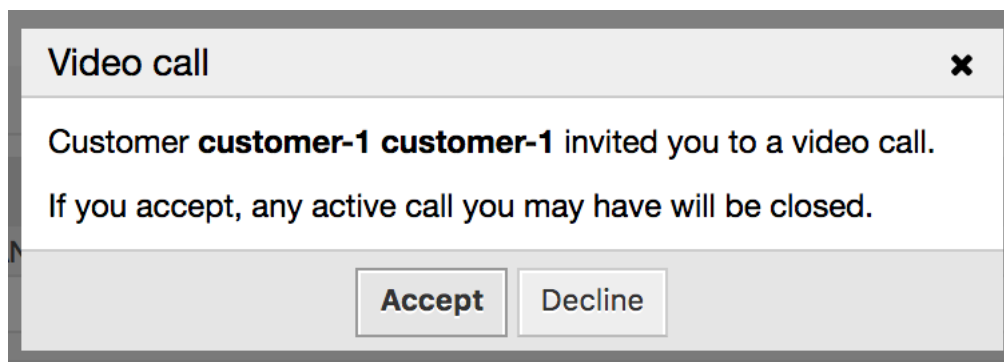 Video call
Customer customer-1 customer-1 invited you to a video call.
If you accept, any active call you may have will be closed.
Accept Decline